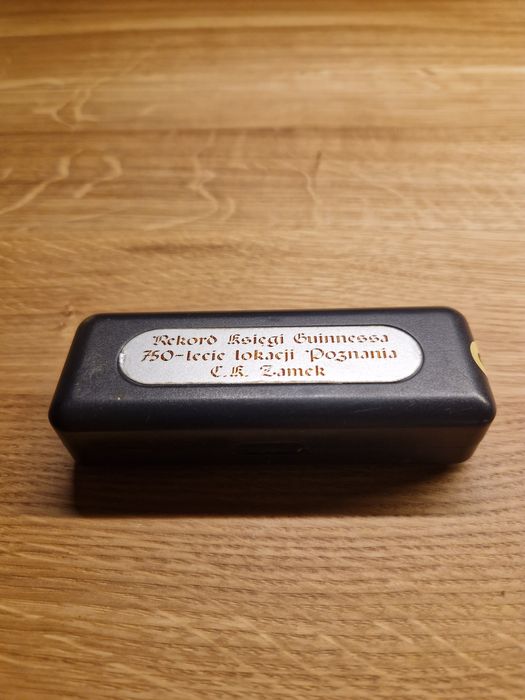 Rekord Księgi Guinnessa
750-lecie lokacji Poznania
C.K. Zamek